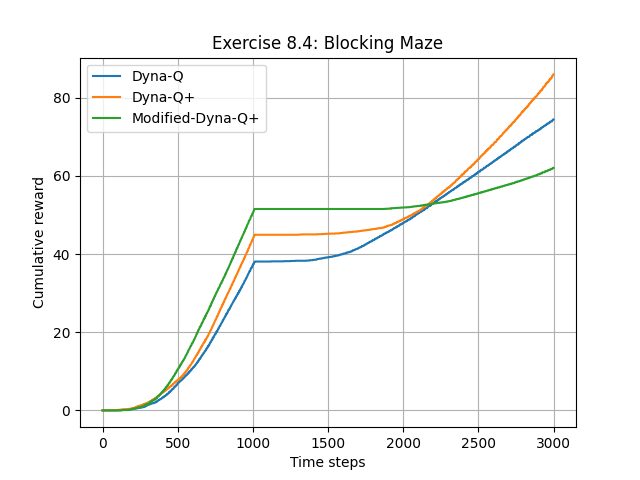 Exercise 8.4: Blocking Maze
Dyna-Q
Dyna-Q+
Modified-Dyna-Q+
Cumulative reward
80
60
40
20
0
0 500 1000 1500 2000 2500 3000
Time steps